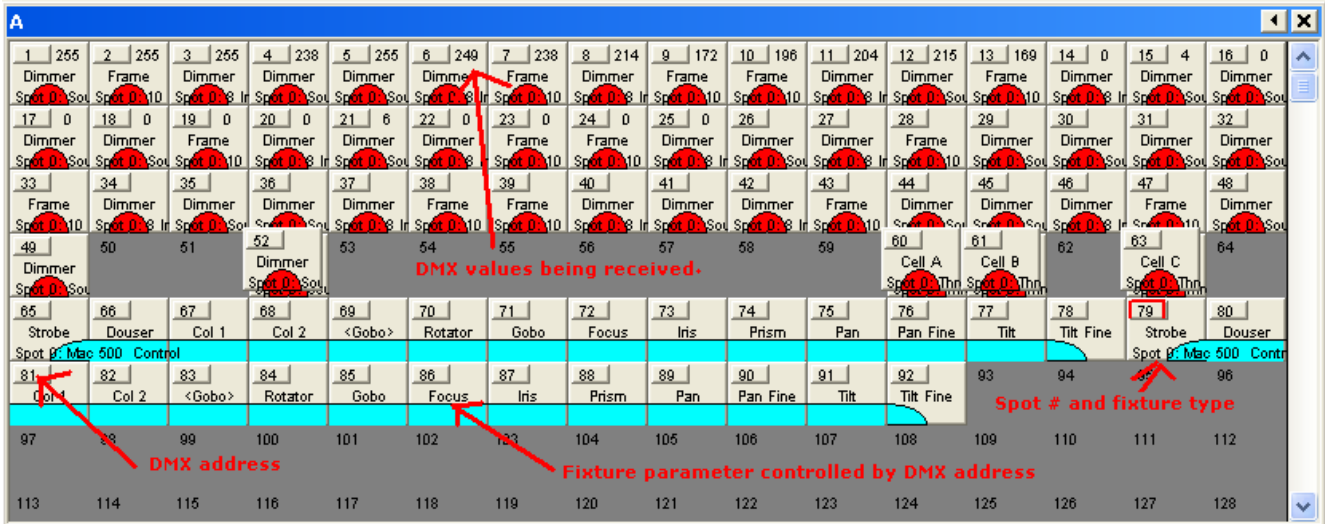 A
1 255 2 255 3 255 4 238 5 255 6 249 7 238 8 214 9 172 10 196 11 204 12 215 13 169 14 0 15 4 16 0
Dimmer Frame Dimmer Dimmer Dimmer Dimmer Frame Dimmer Frame Frame Dimmer Dimmer Frame Dimmer Dimmer Dimmer
17 0 18 0 19 0 20 0 21 6 22 0 23 0 24 0 25 0 26 27 28 29 30 31 32
Dimmer Dimmer Frame Dimmer Dimmer Dimmer Frame Frame Dimmer Dimmer Dimmer Frame Dimmer Dimmer Dimmer Dimmer
33 34 35 36 37 38 39 40 41 42 43 44 45 46 47 48
Frame Dimmer Dimmer Dimmer Dimmer Frame Frame Dimmer Dimmer Dimmer Frame Dimmer Dimmer Dimmer Frame Dimmer
49 50 51 52 53 54 55 56 57 58 59 60 61 62 63 64
Dimmer Dimmer Cell A Cell B Cell C
DMX values being received.
65 66 67 68 69 70 71 72 73 74 75 76 77 78 79 80
Strobe Douser Col 1 Col 2 <Gobo> Rotator Gobo Focus Iris Prism Pan Pan Fine Tilt Tilt Fine Strobe Douser
Spot 9: Mac 500 Control Spot 9: Mac 500 Contr
81 82 83 84 85 86 87 88 89 90 91 92 93 94 95 96
Col 1 Col 2 <Gobo> Rotator Gobo Focus Iris Prism Pan Pan Fine Tilt Tilt Fine
Spot # and fixture type
97 98 99 100 101 102 103 104 105 106 107 108 109 110 111 112
DMX address
Fixture parameter controlled by DMX address
113 114 115 116 117 118 119 120 121 122 123 124 125 126 127 128